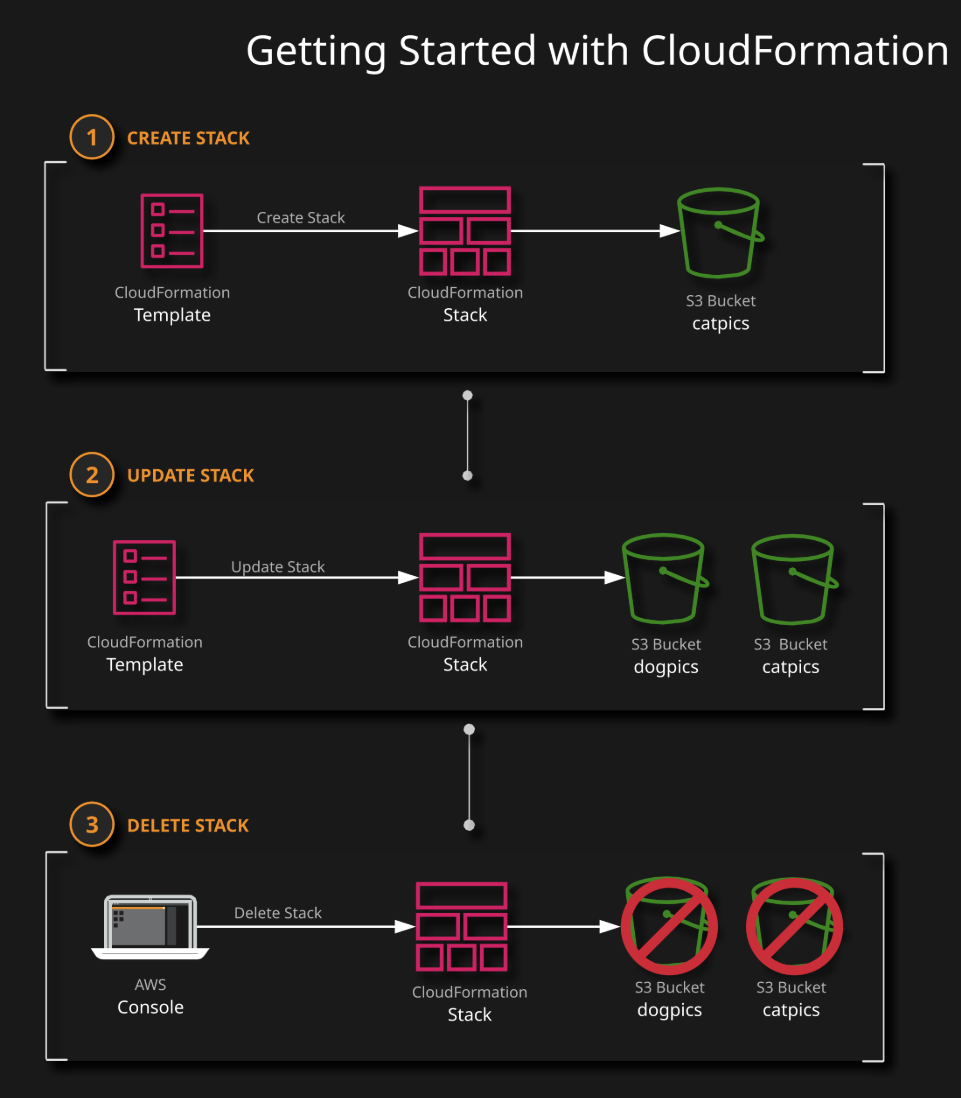 Getting Started with CloudFormation
1 CREATE STACK
Create Stack
CloudFormation
Template
CloudFormation
Stack
S3 Bucket
catpics
2 UPDATE STACK
Update Stack
CloudFormation
Template
CloudFormation
Stack
S3 Bucket
dogpics
S3 Bucket
catpics
3 DELETE STACK
Delete Stack
AWS
Console
CloudFormation
Stack
S3 Bucket
dogpics
S3 Bucket
catpics